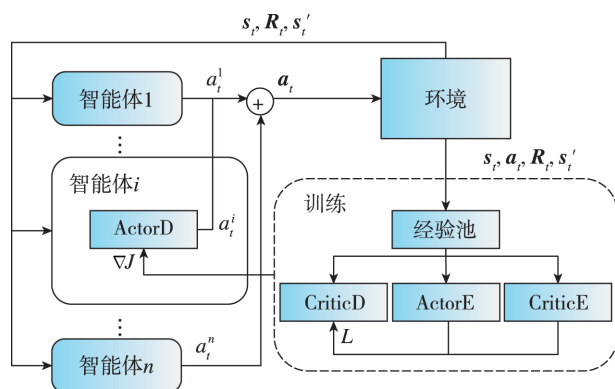 s_t, R_t, s_t′
智能体1
a_t^1
+
a_t
环境
⋮
s_t, a_t, R_t, s_t′
智能体i
训练
ActorD
a_t^i
经验池
∇J
CriticD
ActorE
CriticE
⋮
L
智能体n
a_t^n